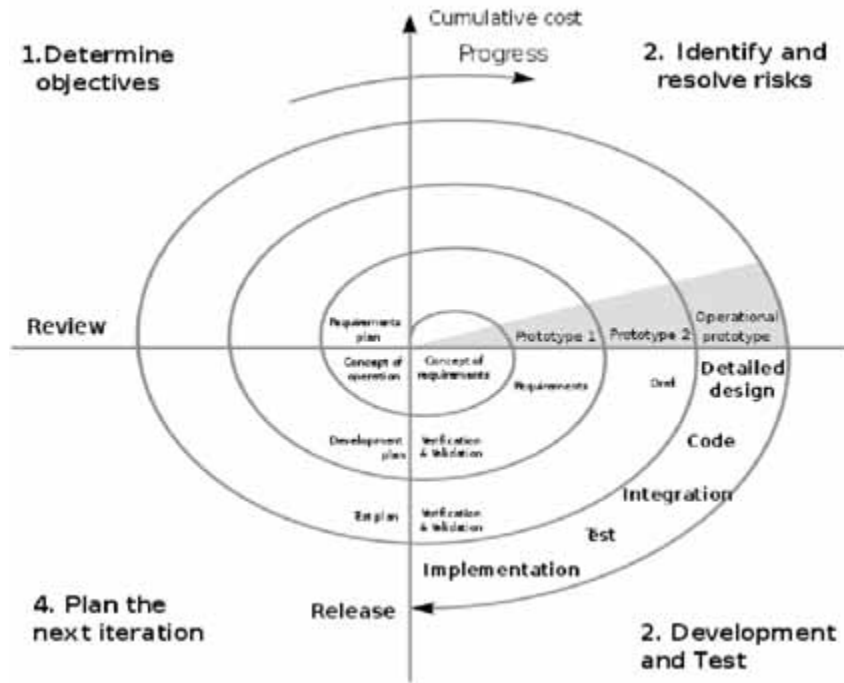 Cumulative cost
Progress
1.Determine
objectives
2. Identify and
resolve risks
Review
Requirements
plan
Prototype 1
Prototype 2
Operational
prototype
Concept of
operation
Concept of
requirements
Requirements
Detailed
design
Development
plan
Verification
& Validation
Code
Integration
Test plan
Verification
& Validation
Test
Implementation
Release
4. Plan the
next iteration
2. Development
and Test